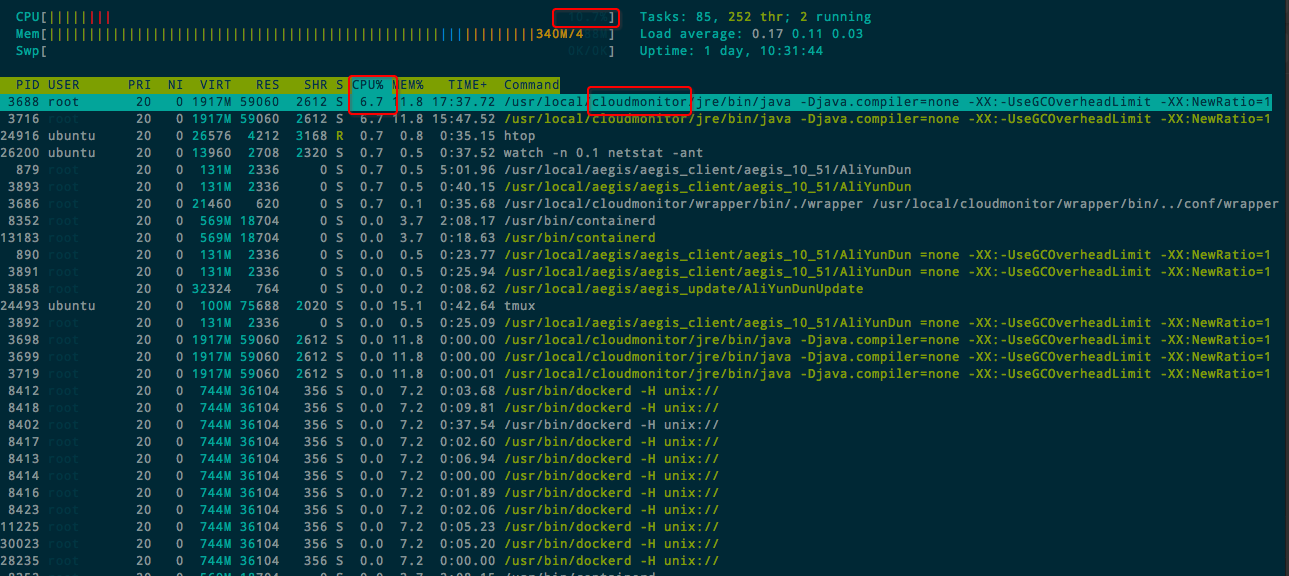 CPU[||||||||                                                        10.7%]   Tasks: 85, 252 thr; 2 running
Mem[||||||||||||||||||||||||||||||||||||||||||||||||||||||||||||340M/4    ]   Load average: 0.17 0.11 0.03
Swp[                                                               0K/0K]   Uptime: 1 day, 10:31:44
PID USER PRI NI VIRT RES SHR S CPU% MEM% TIME+ Command
3688 root 20 0 1917M 59060 2612 S 6.7 11.8 17:37.72 /usr/local/cloudmonitor/jre/bin/java -Djava.compiler=none -XX:-UseGCOverheadLimit -XX:NewRatio=1
3716 root 20 0 1917M 59060 2612 S 6.7 11.8 15:47.52 /usr/local/cloudmonitor/jre/bin/java -Djava.compiler=none -XX:-UseGCOverheadLimit -XX:NewRatio=1
24916 ubuntu 20 0 26576 4212 3168 R 0.7 0.8 0:35.15 htop
26200 ubuntu 20 0 13960 2708 2320 S 0.7 0.5 0:37.52 watch -n 0.1 netstat -ant
879 root 20 0 131M 2336 0 S 0.7 0.5 5:01.96 /usr/local/aegis/aegis_client/aegis_10_51/AliYunDun
3893 root 20 0 131M 2336 0 S 0.7 0.5 0:40.15 /usr/local/aegis/aegis_client/aegis_10_51/AliYunDun
3686 root 20 0 21460 620 0 S 0.7 0.1 0:35.68 /usr/local/cloudmonitor/wrapper/bin/./wrapper /usr/local/cloudmonitor/wrapper/bin/../conf/wrapper
8352 root 20 0 569M 18704 0 S 0.0 3.7 2:08.17 /usr/bin/containerd
13183 root 20 0 569M 18704 0 S 0.0 3.7 0:18.63 /usr/bin/containerd
890 root 20 0 131M 2336 0 S 0.0 0.5 0:23.77 /usr/local/aegis/aegis_client/aegis_10_51/AliYunDun =none -XX:-UseGCOverheadLimit -XX:NewRatio=1
3891 root 20 0 131M 2336 0 S 0.0 0.5 0:25.94 /usr/local/aegis/aegis_client/aegis_10_51/AliYunDun =none -XX:-UseGCOverheadLimit -XX:NewRatio=1
3858 root 20 0 32324 764 0 S 0.0 0.2 0:08.62 /usr/local/aegis/aegis_update/AliYunDunUpdate
24493 ubuntu 20 0 100M 75688 2020 S 0.0 15.1 0:42.64 tmux
3892 root 20 0 131M 2336 0 S 0.0 0.5 0:25.09 /usr/local/aegis/aegis_client/aegis_10_51/AliYunDun =none -XX:-UseGCOverheadLimit -XX:NewRatio=1
3698 root 20 0 1917M 59060 2612 S 0.0 11.8 0:00.00 /usr/local/cloudmonitor/jre/bin/java -Djava.compiler=none -XX:-UseGCOverheadLimit -XX:NewRatio=1
3699 root 20 0 1917M 59060 2612 S 0.0 11.8 0:00.00 /usr/local/cloudmonitor/jre/bin/java -Djava.compiler=none -XX:-UseGCOverheadLimit -XX:NewRatio=1
3719 root 20 0 1917M 59060 2612 S 0.0 11.8 0:00.01 /usr/local/cloudmonitor/jre/bin/java -Djava.compiler=none -XX:-UseGCOverheadLimit -XX:NewRatio=1
8412 root 20 0 744M 36104 356 S 0.0 7.2 0:03.68 /usr/bin/dockerd -H unix://
8418 root 20 0 744M 36104 356 S 0.0 7.2 0:09.81 /usr/bin/dockerd -H unix://
8402 root 20 0 744M 36104 356 S 0.0 7.2 0:37.54 /usr/bin/dockerd -H unix://
8417 root 20 0 744M 36104 356 S 0.0 7.2 0:02.60 /usr/bin/dockerd -H unix://
8413 root 20 0 744M 36104 356 S 0.0 7.2 0:06.94 /usr/bin/dockerd -H unix://
8414 root 20 0 744M 36104 356 S 0.0 7.2 0:00.00 /usr/bin/dockerd -H unix://
8416 root 20 0 744M 36104 356 S 0.0 7.2 0:01.89 /usr/bin/dockerd -H unix://
8423 root 20 0 744M 36104 356 S 0.0 7.2 0:02.06 /usr/bin/dockerd -H unix://
11225 root 20 0 744M 36104 356 S 0.0 7.2 0:05.23 /usr/bin/dockerd -H unix://
30023 root 20 0 744M 36104 356 S 0.0 7.2 0:05.20 /usr/bin/dockerd -H unix://
28235 root 20 0 744M 36104 356 S 0.0 7.2 0:00.00 /usr/bin/dockerd -H unix://